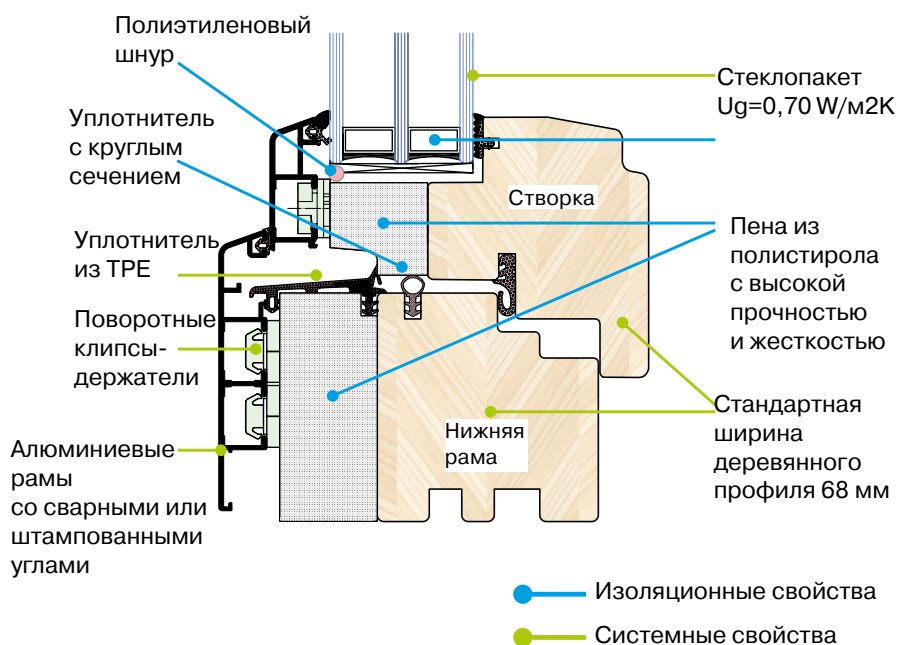 Полиэтиленовый
шнур
Уплотнитель
с круглым
сечением
Уплотнитель
из TPE
Поворотные
клипсы-
держатели
Алюминиевые
рамы
со сварными или
штампованными
углами
Створка
Нижняя
рама
Стеклопакет
Ug=0,70 W/м2K
Пена из
полистирола
с высокой
прочностью
и жесткостью
Стандартная
ширина
деревянного
профиля 68 мм
Изоляционные свойства
Системные свойства